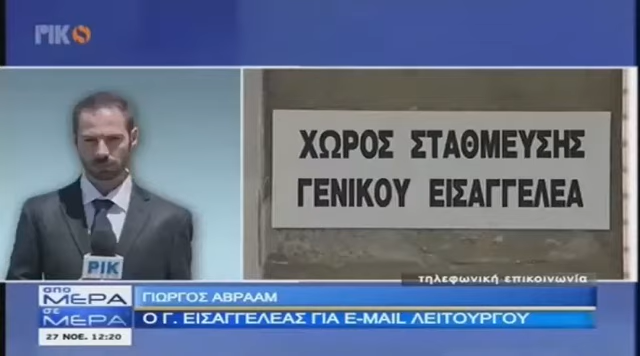 ΡΙΚ
ΧΩΡΟΣ ΣΤΑΘΜΕΥΣΗΣ
ΓΕΝΙΚΟΥ ΕΙΣΑΓΓΕΛΕΑ
ΡΙΚ
τηλεφωνική επικοινωνία
από
ΜΕΡΑ
σε
ΜΕΡΑ
27 ΝΟΕ. 12:20
ΓΙΩΡΓΟΣ ΑΒΡΑΑΜ
Ο Γ. ΕΙΣΑΓΓΕΛΕΑΣ ΓΙΑ E-MAIL ΛΕΙΤΟΥΡΓΟΥ